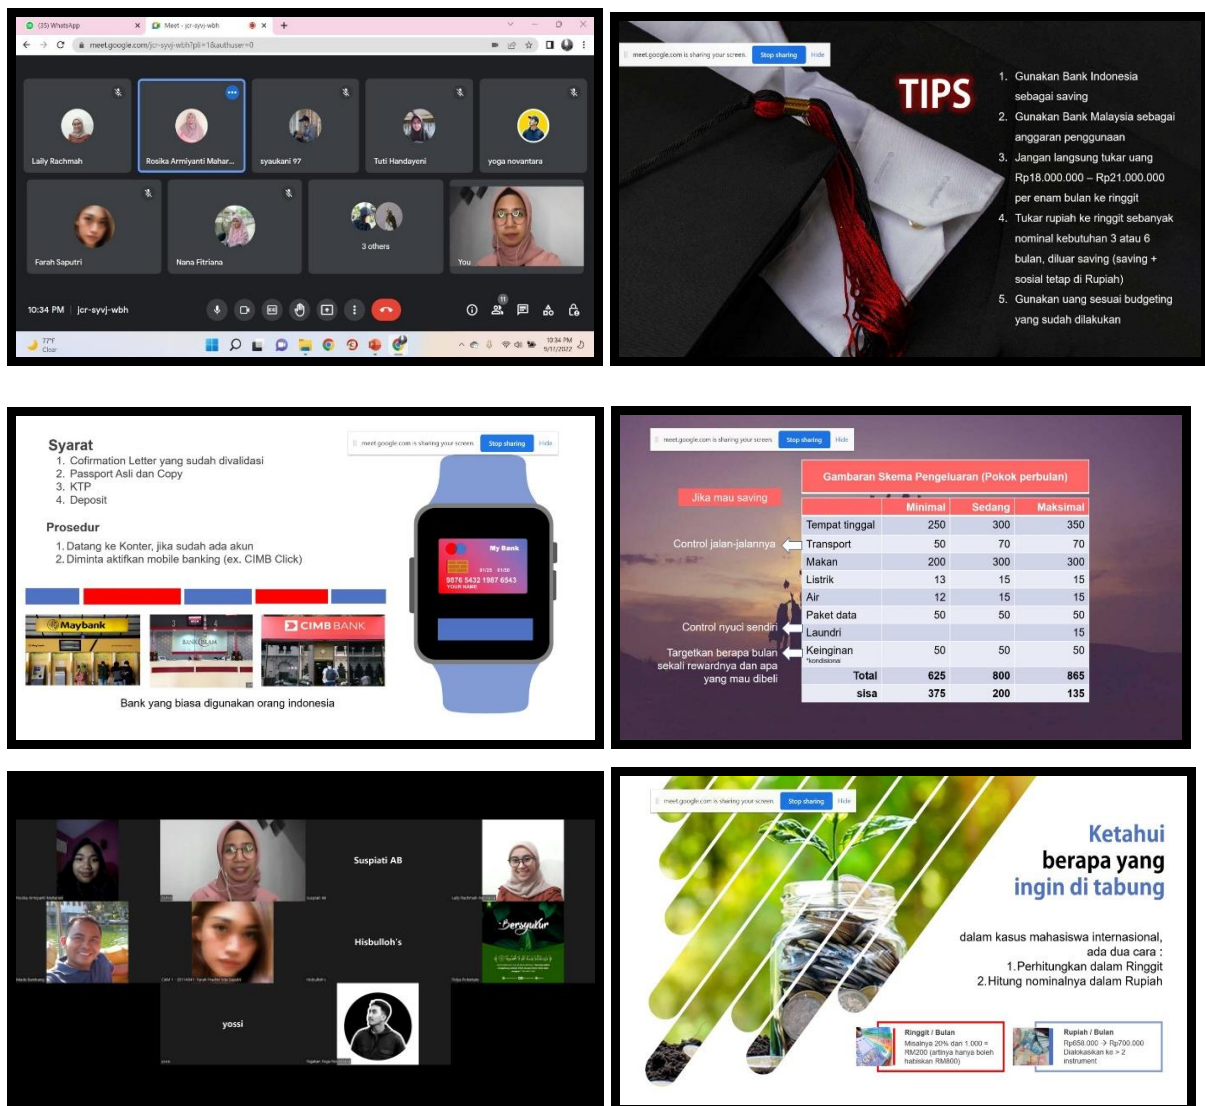 (35) WhatsApp
Meet - jcr-syvj-wbh
meet.google.com/jcr-syvj-wbh?pli=1&authuser=0
Laily Rachmah
Rosika Armiyanti Mahar...
syaukani 97
Tuti Handayeni
yoga novantara
Farah Saputri
Nana Fitriana
3 others
You
10:34 PM | jcr-syvj-wbh
11
77°F
Clear
10:34 PM
9/17/2022
meet.google.com is sharing your screen.
Stop sharing
Hide
TIPS
1. Gunakan Bank Indonesia
sebagai saving
2. Gunakan Bank Malaysia sebagai
anggaran penggunaan
3. Jangan langsung tukar uang
Rp18.000.000 – Rp21.000.000
per enam bulan ke ringgit
4. Tukar rupiah ke ringgit sebanyak
nominal kebutuhan 3 atau 6
bulan, diluar saving (saving +
sosial tetap di Rupiah)
5. Gunakan uang sesuai budgeting
yang sudah dilakukan
Syarat
1. Cofirmation Letter yang sudah divalidasi
2. Passport Asli dan Copy
3. KTP
4. Deposit
Prosedur
1. Datang ke Konter, jika sudah ada akun
2. Diminta aktifkan mobile banking (ex. CIMB Click)
meet.google.com is sharing your screen.
Stop sharing
Hide
My Bank
9876 5432 1987 6543
YOUR NAME
Maybank
BANK ISLAM
CIMB BANK
Bank yang biasa digunakan orang indonesia
meet.google.com is sharing your screen.
Stop sharing
Hide
Gambaran Skema Pengeluaran (Pokok perbulan)
Jika mau saving
Minimal Sedang Maksimal
Tempat tinggal 250 300 350
Control jalan-jalannya
Transport 50 70 70
Makan 200 300 300
Listrik 13 15 15
Air 12 15 15
Paket data 50 50 50
Control nyuci sendiri
Laundri 15
Targetkan berapa bulan
sekali rewardnya dan apa
yang mau dibeli
Keinginan 50 50 50
*kondisional
Total 625 800 865
sisa 375 200 135
Suspiati AB
Hisbulloh's
Bersyukur
yossi
meet.google.com is sharing your screen.
Stop sharing
Hide
Ketahui
berapa yang
ingin di tabung
dalam kasus mahasiswa internasional,
ada dua cara :
1. Perhitungkan dalam Ringgit
2. Hitung nominalnya dalam Rupiah
Ringgit / Bulan
Misalnya 20% dari 1.000 =
RM200 (artinya hanya boleh
habiskan RM800)
Rupiah / Bulan
Rp658.000 → Rp700.000
Dialokasikan ke > 2
instrument